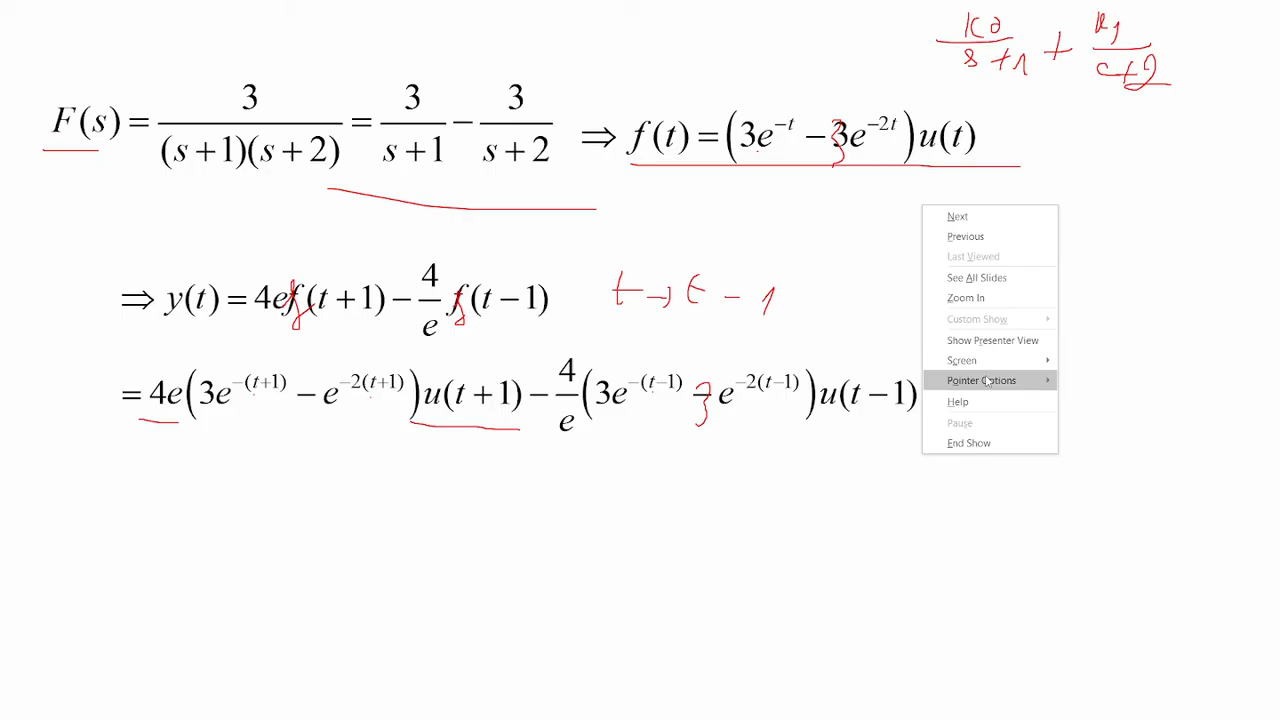 k0/(s+1) + k1/(s+2)
F(s) = 3/((s+1)(s+2)) = 3/(s+1) − 3/(s+2) ⇒ f(t) = (3e^{−t} − 3e^{−2t})u(t)
⇒ y(t) = 4ef(t+1) − (4/e)f(t−1) t → t − 1
= 4e(3e^{−(t+1)} − e^{−2(t+1)})u(t+1) − (4/e)(3e^{−(t−1)} − 3e^{−2(t−1)})u(t−1)
Next
Previous
Last Viewed
See All Slides
Zoom In
Custom Show
Show Presenter View
Screen
Pointer Options
Help
Pause
End Show